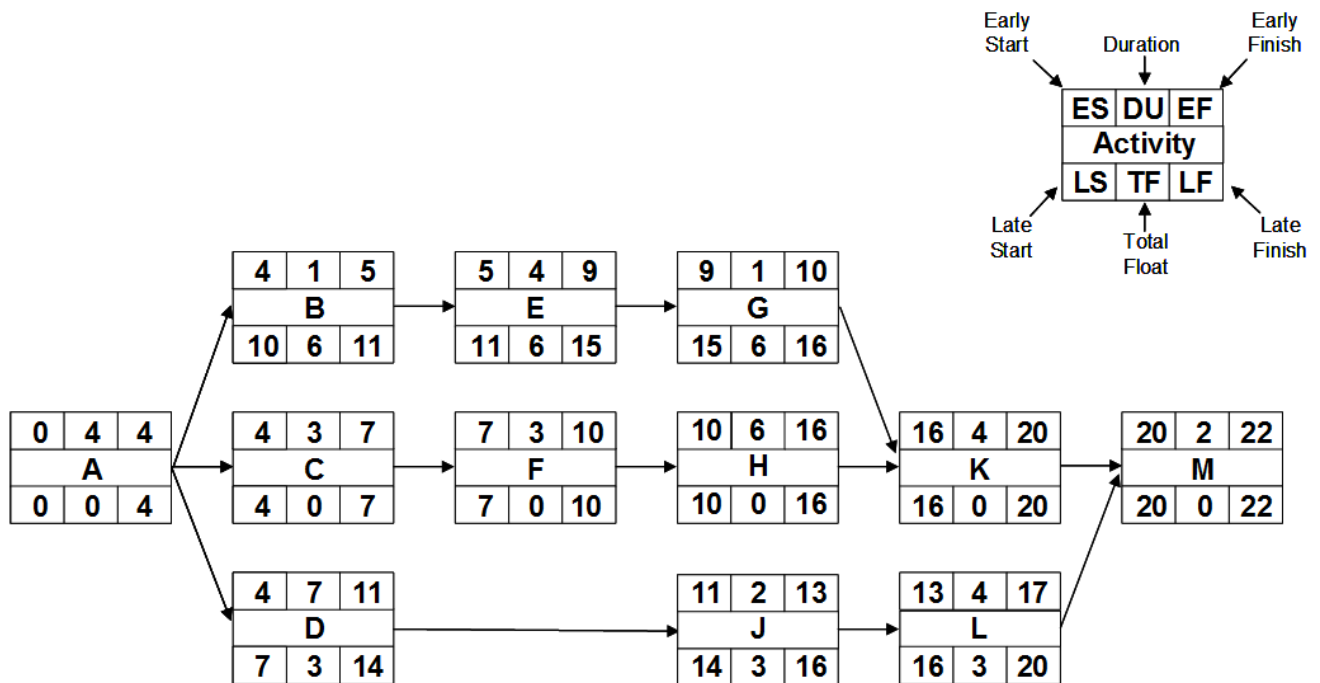 Early Start
Duration
Early Finish
ES DU EF
Activity
LS TF LF
Late Start
Total Float
Late Finish
4 1 5
B
10 6 11
5 4 9
E
11 6 15
9 1 10
G
15 6 16
0 4 4
A
0 0 4
4 3 7
C
4 0 7
7 3 10
F
7 0 10
10 6 16
H
10 0 16
16 4 20
K
16 0 20
20 2 22
M
20 0 22
4 7 11
D
7 3 14
11 2 13
J
14 3 16
13 4 17
L
16 3 20